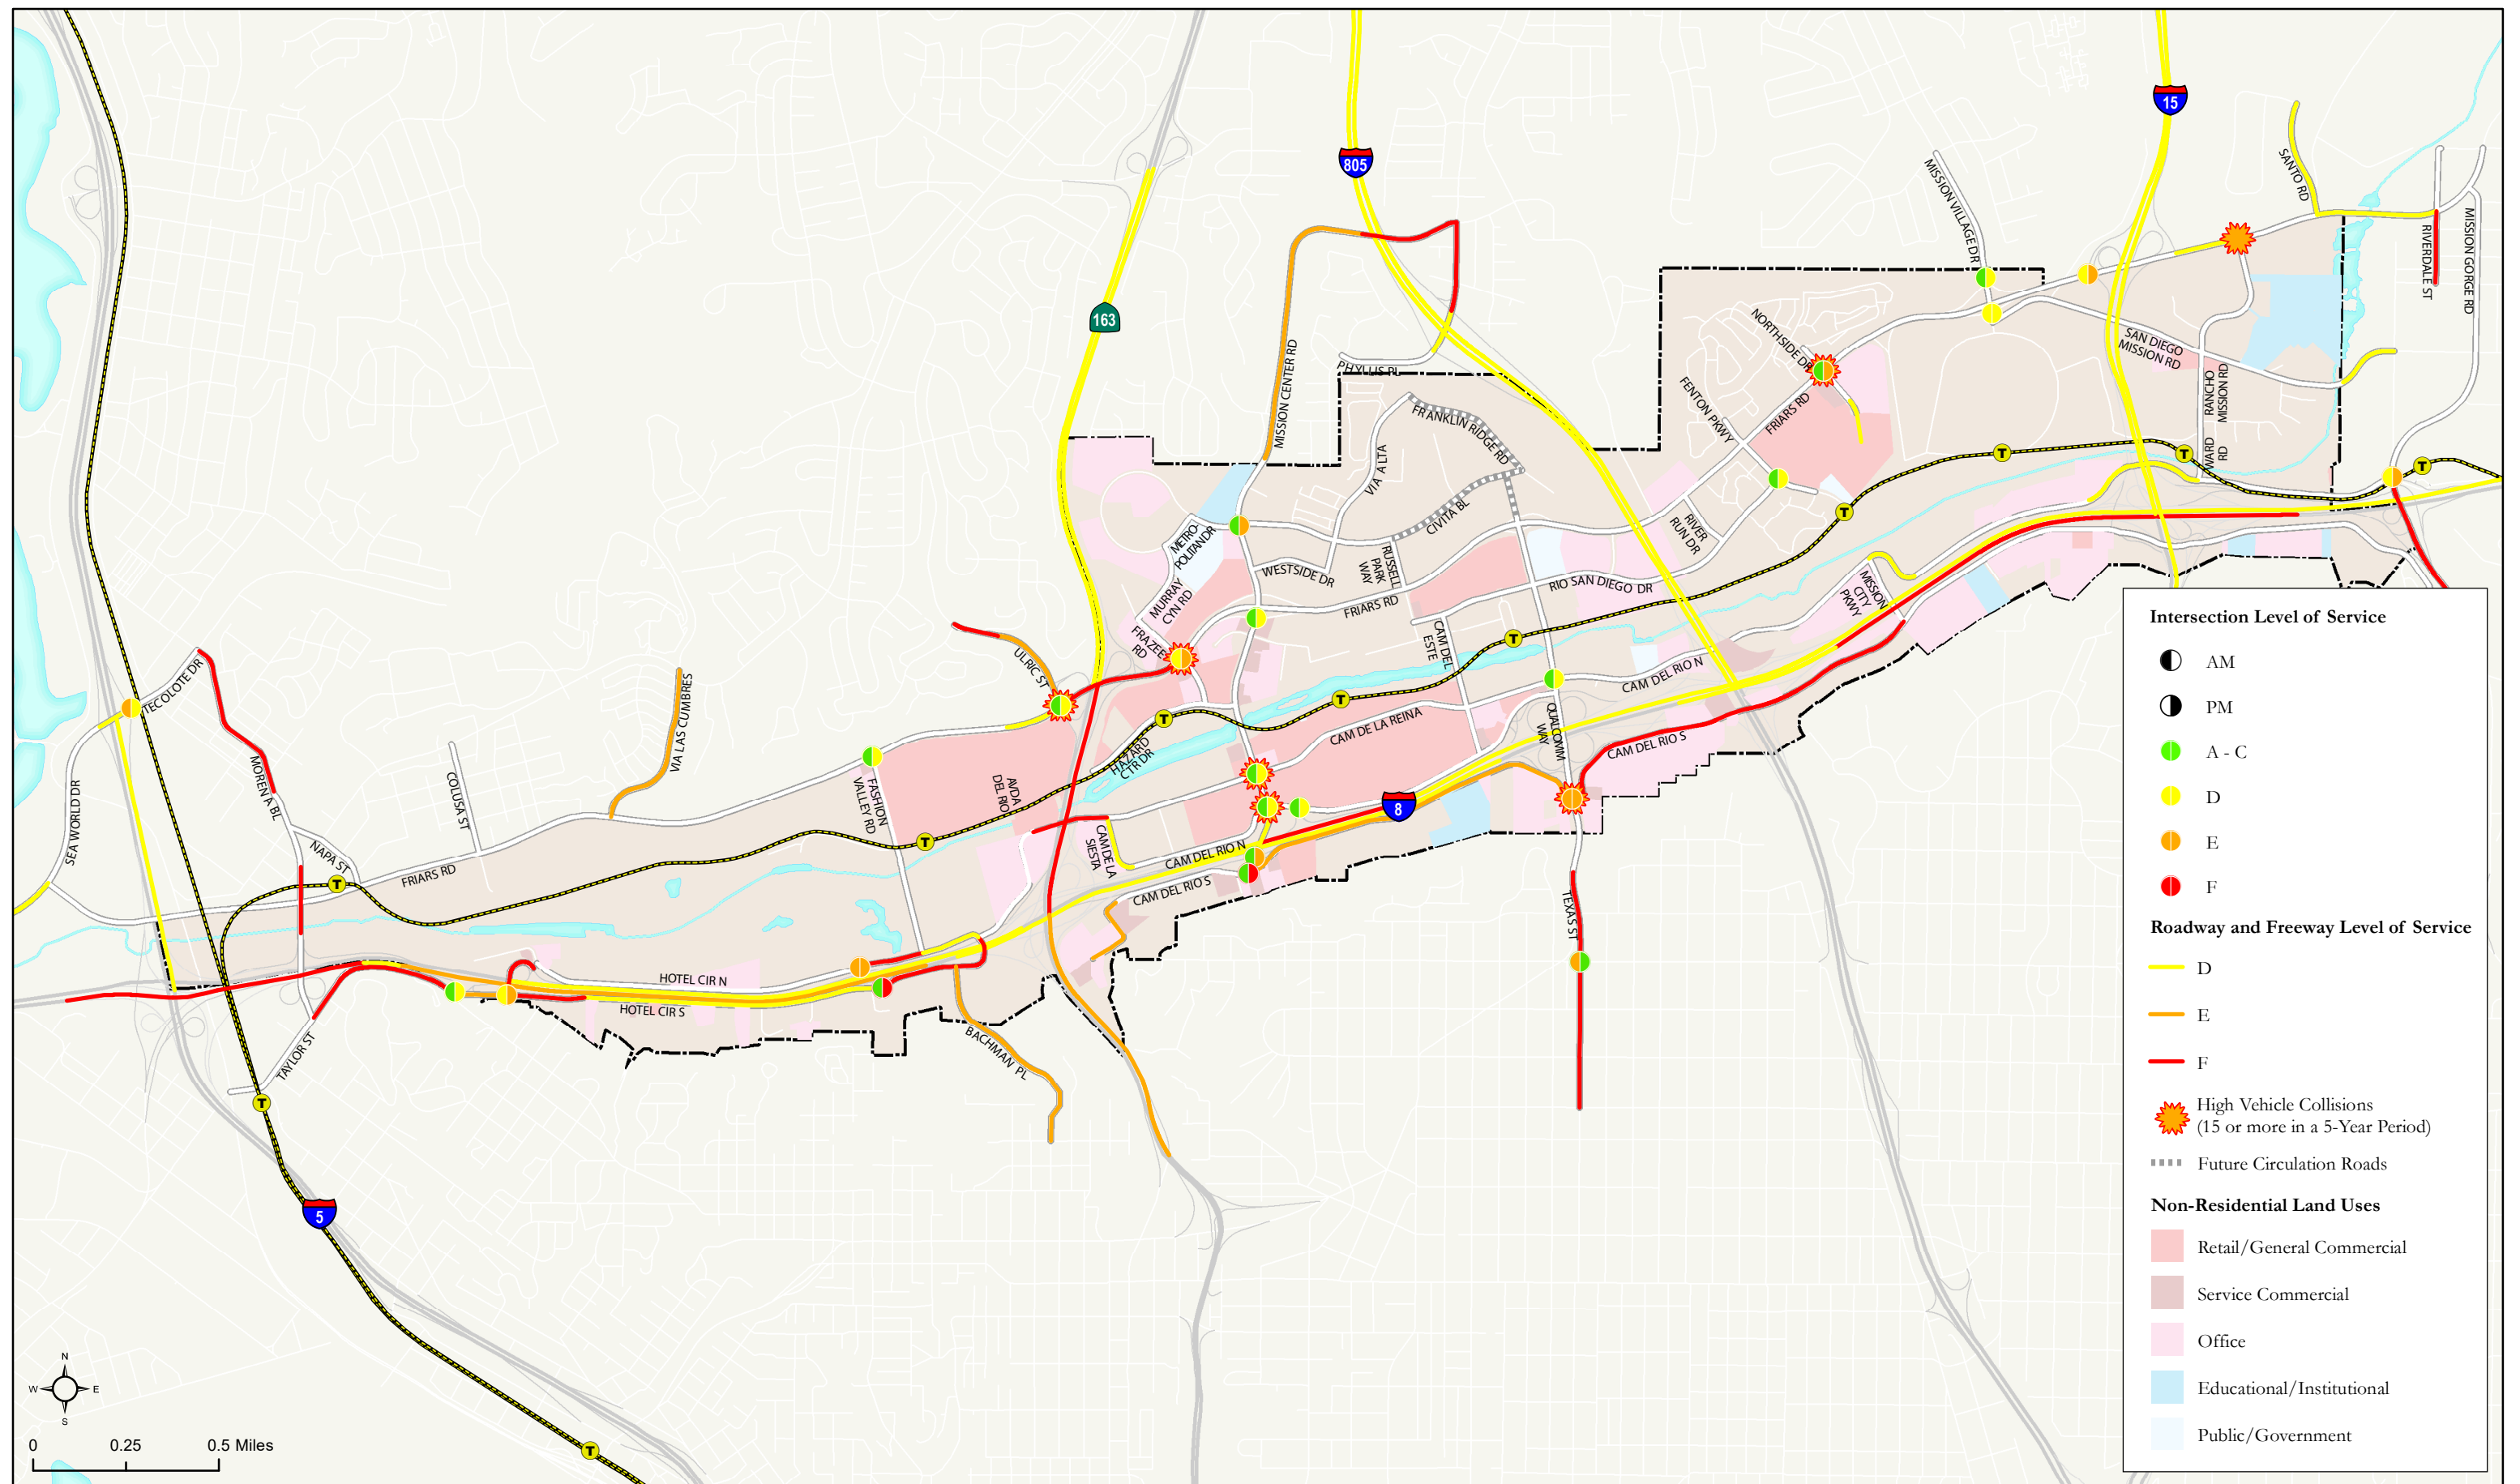 15
805
163
SANTO RD
MISSION VILLAGE DR
RIVERDALE ST
MISSION GORGE RD
NORTHSIDE DR
SAN DIEGO
MISSION RD
MISSION CENTER RD
PHYLLIS PL
FENTON PKWY
FRIARS RD
RANCHO
MISSION RD
FRANKLIN RIDGE RD
VIA ALTA
WARD
RD
T
T
T
T
CIVITA BL
METRO-
POLITAN DR
RIVER
RUN DR
RUSSELL
PARK
WAY
WESTSIDE DR
RIO SAN DIEGO DR
MURRAY
CYN RD
FRIARS RD
MISSION
CITY
PKWY
FRAZEE
RD
CAM DEL
ESTE
T
ULRIC ST
TECOLOTE DR
VIA LAS CUMBRES
CAM DEL RIO N
T
T
CAM DE LA REINA
QUALCOMM
WAY
CAM DEL RIO S
HAZARD
CTR DR
MORENA BL
COLUSA ST
SEA WORLD DR
FASHION
VALLEY RD
AVDA
DEL RIO
8
T
NAPA ST
CAM DE LA
SIESTA
CAM DEL RIO N
T
FRIARS RD
CAM DEL RIO S
TEXAS ST
HOTEL CIR N
HOTEL CIR S
TAYLOR ST
BACHMAN PL
T
5
T
N
W
E
S
0
0.25
0.5 Miles
Intersection Level of Service
AM
PM
A - C
D
E
F
Roadway and Freeway Level of Service
D
E
F
High Vehicle Collisions
(15 or more in a 5-Year Period)
Future Circulation Roads
Non-Residential Land Uses
Retail/General Commercial
Service Commercial
Office
Educational/Institutional
Public/Government